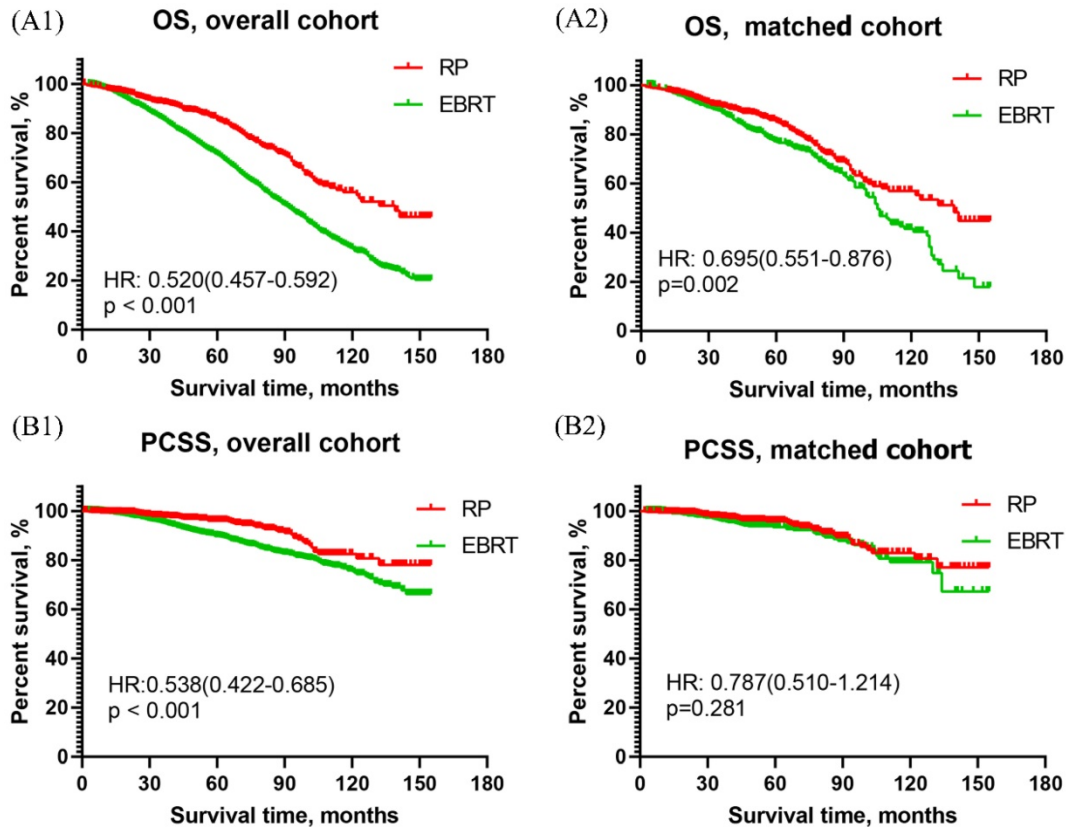 (A1)
OS, overall cohort
RP
EBRT
Percent survival, %
100
80
60
40
20
0
HR: 0.520(0.457-0.592)
p < 0.001
0 30 60 90 120 150 180
Survival time, months
(A2)
OS, matched cohort
RP
EBRT
Percent survival, %
100
80
60
40
20
0
HR: 0.695(0.551-0.876)
p=0.002
0 30 60 90 120 150 180
Survival time, months
(B1)
PCSS, overall cohort
RP
EBRT
Percent survival, %
100
80
60
40
20
0
HR:0.538(0.422-0.685)
p < 0.001
0 30 60 90 120 150 180
Survival time, months
(B2)
PCSS, matched cohort
RP
EBRT
Percent survival, %
100
80
60
40
20
0
HR: 0.787(0.510-1.214)
p=0.281
0 30 60 90 120 150 180
Survival time, months